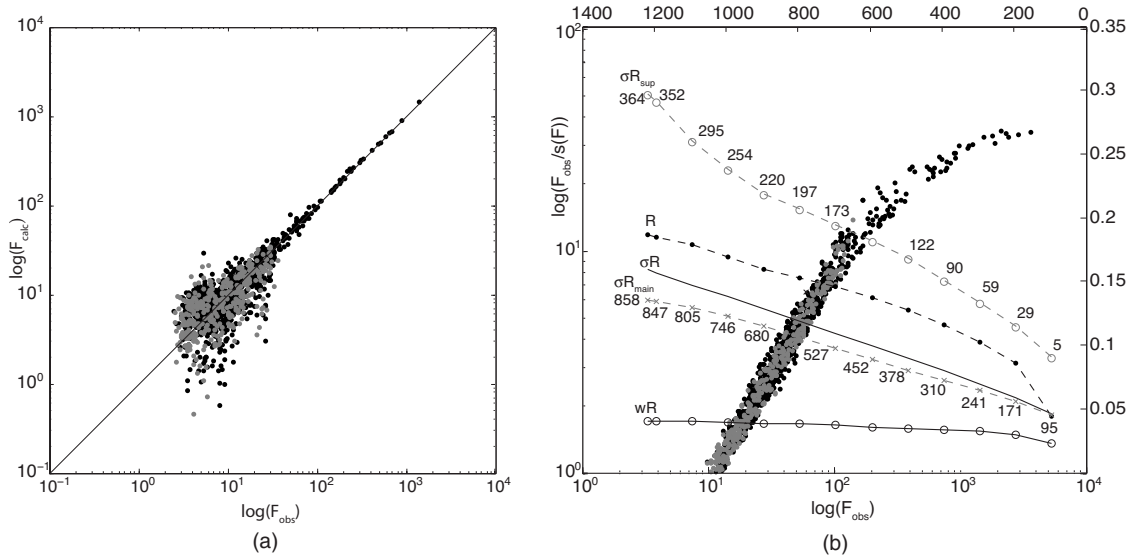 10^4
10^3
10^2
10^1
10^0
10^-1
log(F_calc)
10^-1 10^0 10^1 10^2 10^3 10^4
log(F_obs)
(a)
1400 1200 1000 800 600 400 200 0
10^2
10^1
10^0
log(F_obs/s(F))
0.35
0.3
0.25
0.2
0.15
0.1
0.05
σR_sup
364 352
295
254
220
197
173
122
90
59
29
5
R
σR
σR_main
858 847 805 746 680 527 452 378 310 241 171 95
wR
10^0 10^1 10^2 10^3 10^4
log(F_obs)
(b)